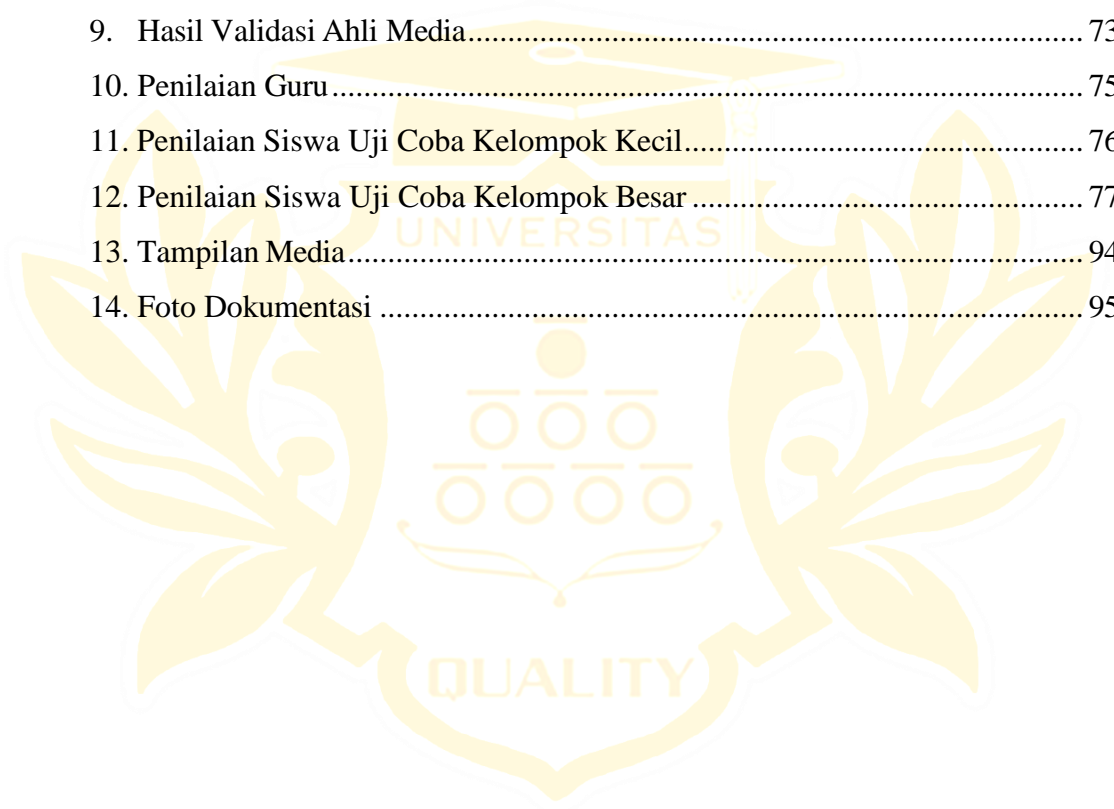 9. Hasil Validasi Ahli Media........................................................................... 73
10. Penilaian Guru............................................................................................ 75
11. Penilaian Siswa Uji Coba Kelompok Kecil................................................. 76
12. Penilaian Siswa Uji Coba Kelompok Besar ................................................ 77
UNIVERSITAS
13. Tampilan Media.......................................................................................... 94
14. Foto Dokumentasi ...................................................................................... 95
QUALITY